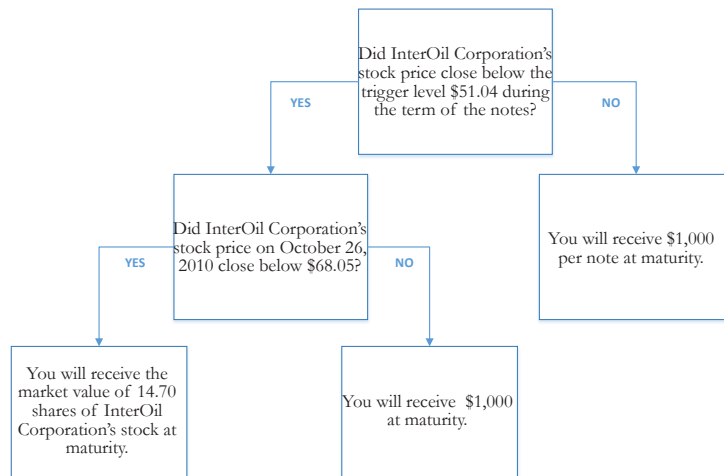 Did InterOil Corporation's
stock price close below the
trigger level $51.04 during
the term of the notes?
YES
NO
Did InterOil Corporation's
stock price on October 26,
2010 close below $68.05?
You will receive $1,000
per note at maturity.
YES
NO
You will receive the
market value of 14.70
shares of InterOil
Corporation's stock at
maturity.
You will receive $1,000
at maturity.